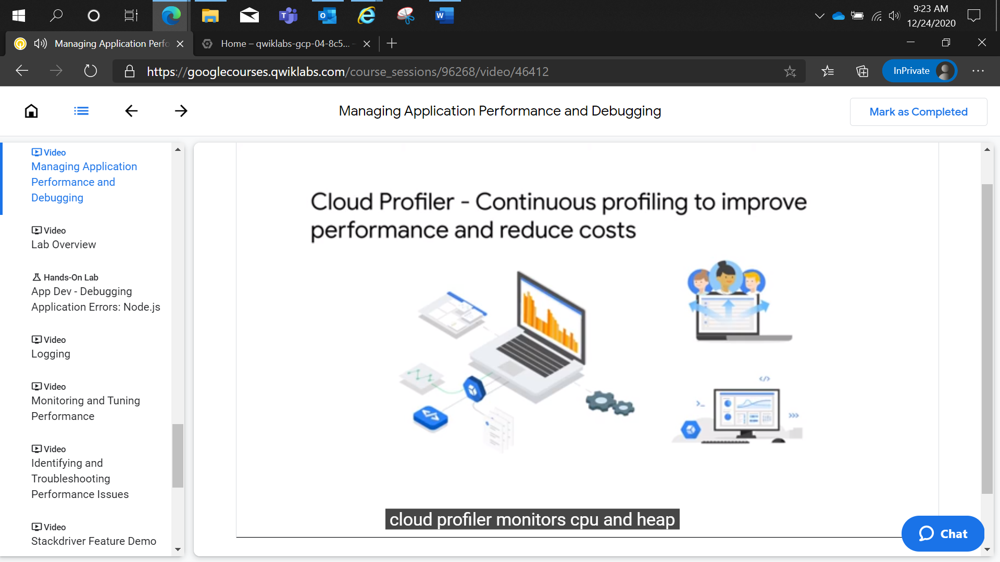 9:23 AM
12/24/2020
Managing Application Perfo
Home – qwiklabs-gcp-04-8c5...
https://googlecourses.qwiklabs.com/course_sessions/96268/video/46412
InPrivate
Managing Application Performance and Debugging
Mark as Completed
Video
Managing Application
Performance and
Debugging
Video
Lab Overview
Hands-On Lab
App Dev - Debugging
Application Errors: Node.js
Video
Logging
Video
Monitoring and Tuning
Performance
Video
Identifying and
Troubleshooting
Performance Issues
Video
Stackdriver Feature Demo
Cloud Profiler - Continuous profiling to improve
performance and reduce costs
cloud profiler monitors cpu and heap
Chat